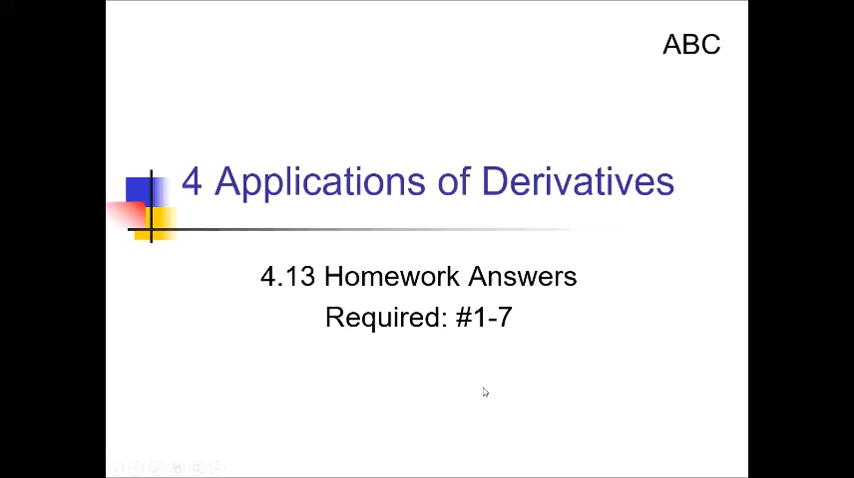 ABC
4 Applications of Derivatives
4.13 Homework Answers
Required: #1-7